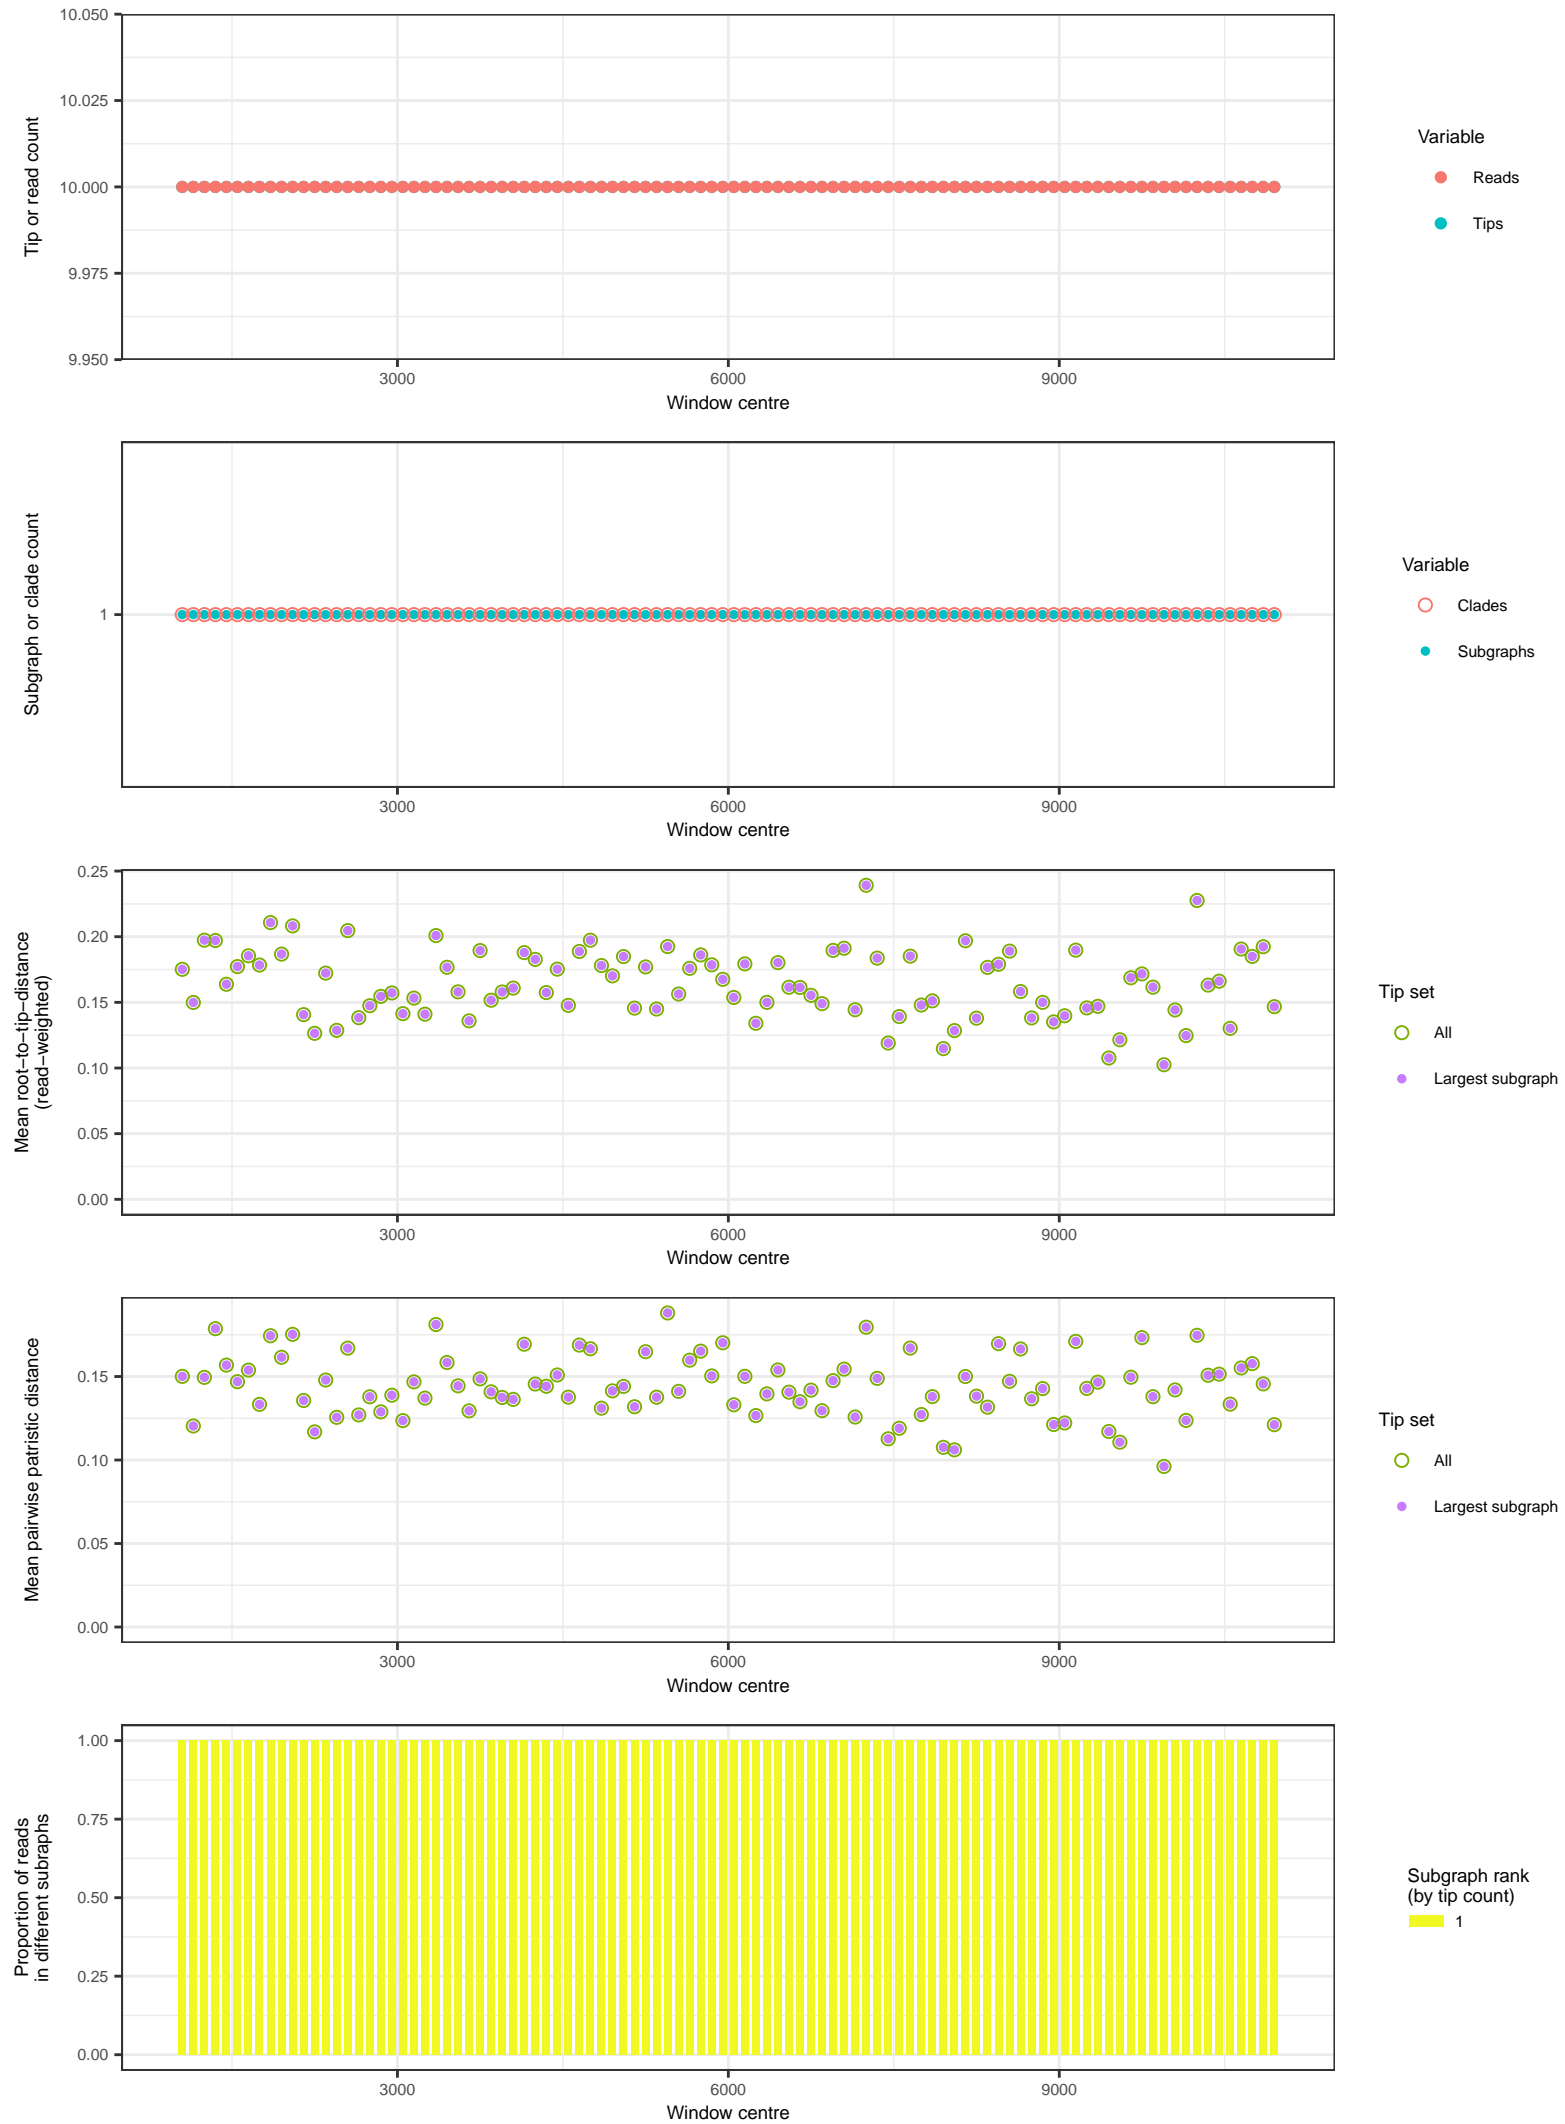 10.050
10.025
10.000
9.975
9.950
Tip or read count
3000
6000
9000
Window centre
Variable
Reads
Tips
1
Subgraph or clade count
3000
6000
9000
Window centre
Variable
Clades
Subgraphs
0.25
0.20
0.15
0.10
0.05
0.00
Mean root−to−tip−distance
(read−weighted)
3000
6000
9000
Window centre
Tip set
All
Largest subgraph
0.15
0.10
0.05
0.00
Mean pairwise patristic distance
3000
6000
9000
Window centre
Tip set
All
Largest subgraph
1.00
0.75
0.50
0.25
0.00
Proportion of reads
in different subraphs
3000
6000
9000
Window centre
Subgraph rank
(by tip count)
1